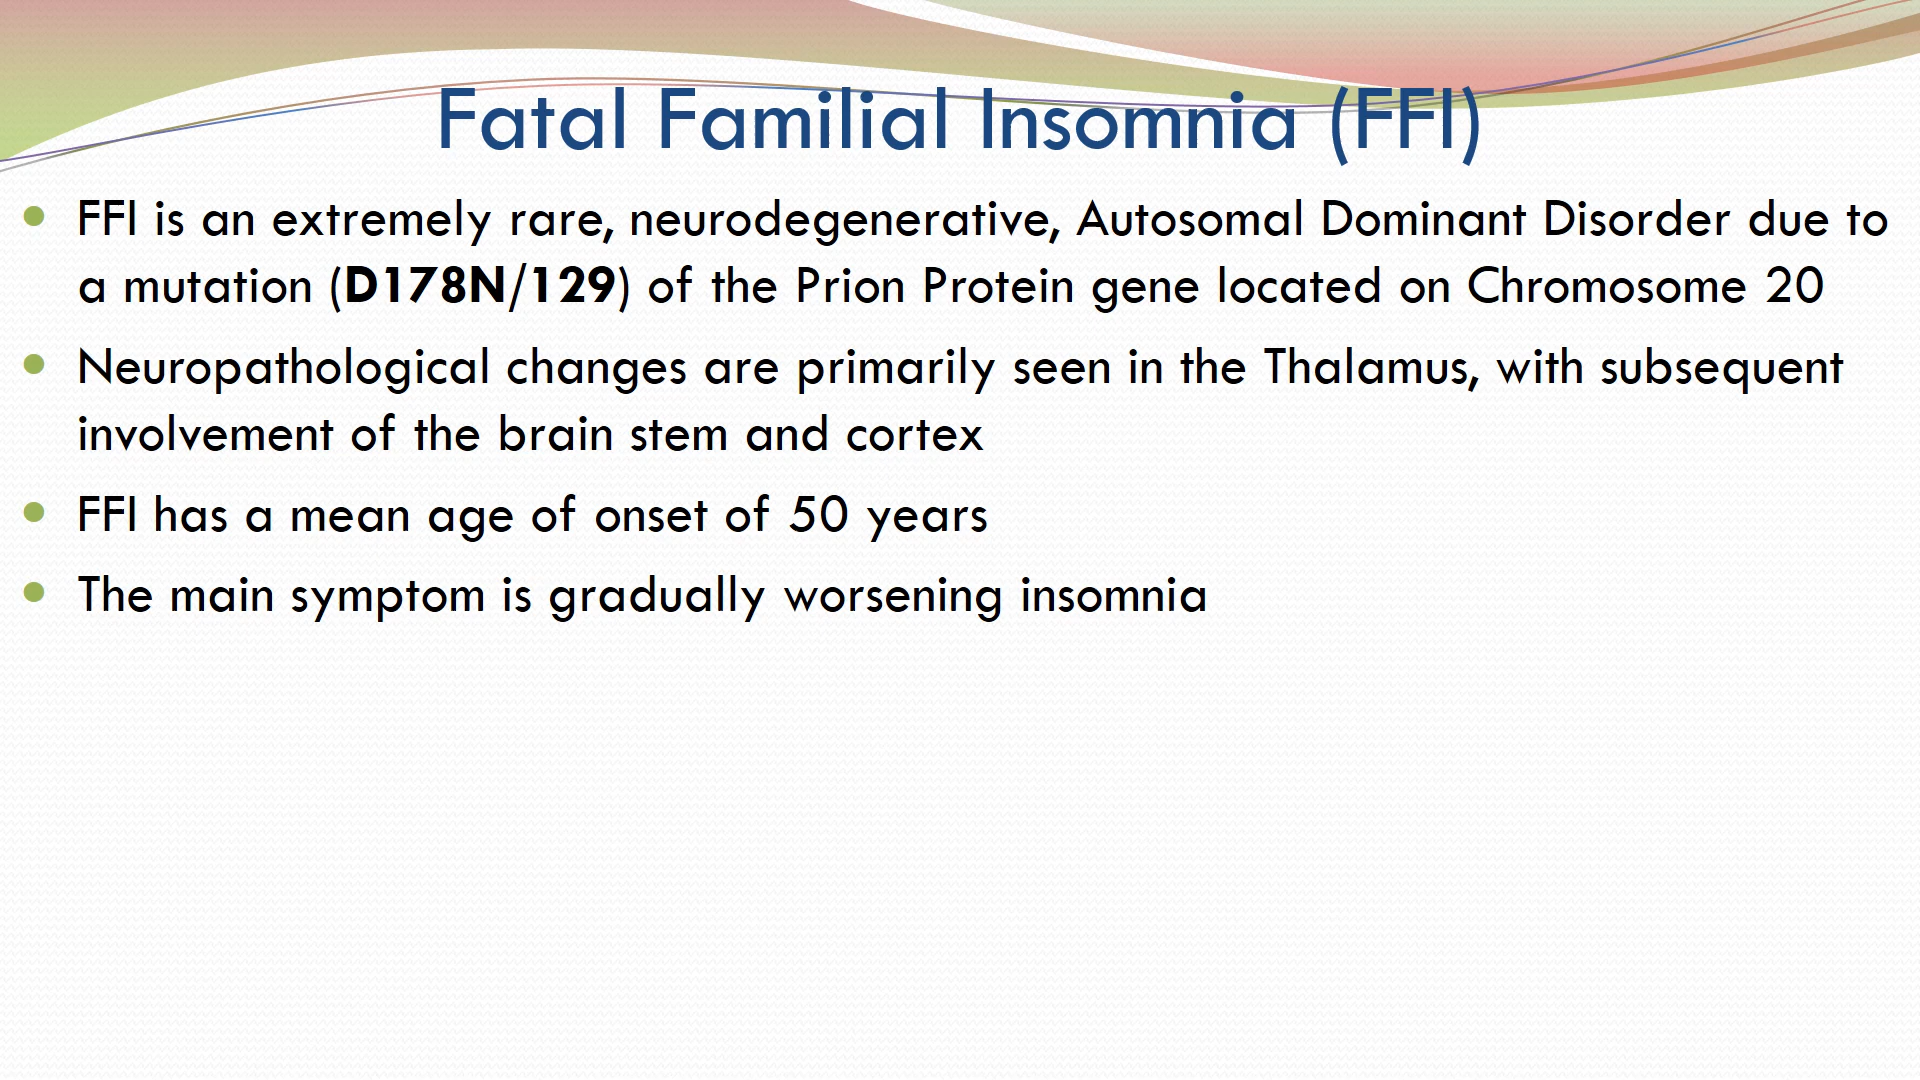 Fatal Familial Insomnia (FFI)
• FFI is an extremely rare, neurodegenerative, Autosomal Dominant Disorder due to
a mutation (D178N/129) of the Prion Protein gene located on Chromosome 20
• Neuropathological changes are primarily seen in the Thalamus, with subsequent
involvement of the brain stem and cortex
• FFI has a mean age of onset of 50 years
• The main symptom is gradually worsening insomnia